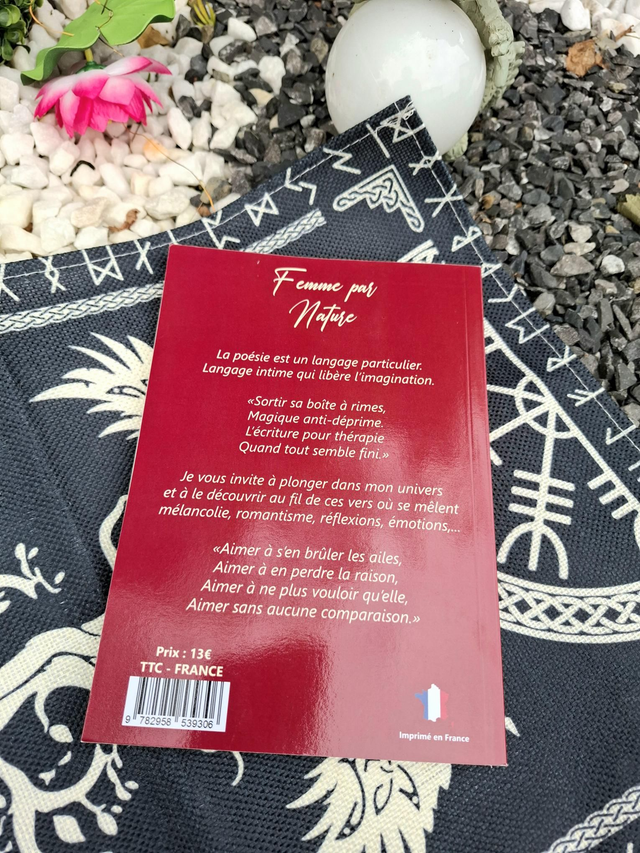 Femme par
Nature
La poésie est un langage particulier.
Langage intime qui libère l'imagination.
«Sortir sa boîte à rimes,
Magique anti-déprime.
L'écriture pour thérapie
Quand tout semble fini.»
Je vous invite à plonger dans mon univers
et à le découvrir au fil de ces vers où se mêlent
mélancolie, romantisme, réflexions, émotions,...
«Aimer à s'en brûler les ailes,
Aimer à en perdre la raison,
Aimer à ne plus vouloir qu'elle,
Aimer sans aucune comparaison.»
Prix : 13€
TTC - FRANCE
9 782958 539306
Imprimé en France